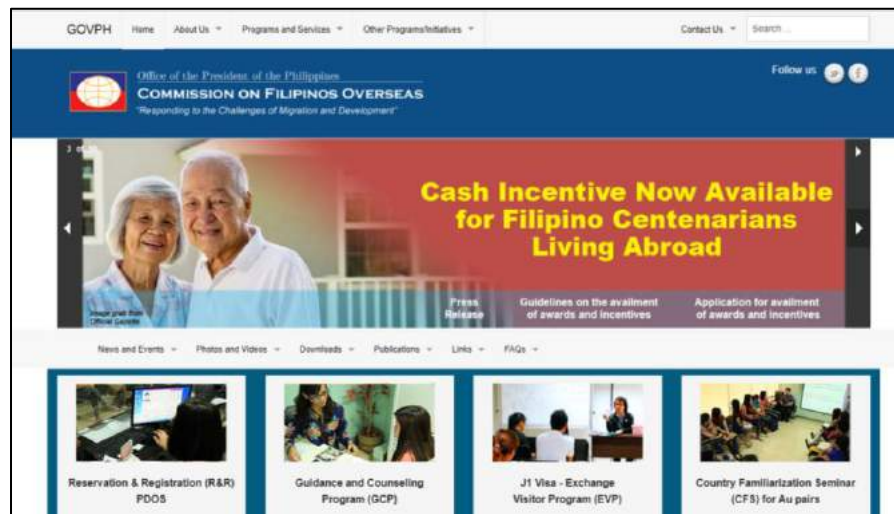 GOVPH Home About Us Programs and Services Other Programs/Initiatives Contact Us Search ...
Office of the President of the Philippines
COMMISSION ON FILIPINOS OVERSEAS
"Responding to the Challenges of Migration and Development"
Follow us
3 of
Cash Incentive Now Available
for Filipino Centenarians
Living Abroad
Image grab from
Official Gazette
Press
Release
Guidelines on the availment
of awards and incentives
Application for availment
of awards and incentives
News and Events Photos and Videos Downloads Publications Links FAQs
Reservation & Registration (R&R)
PDOS
Guidance and Counseling
Program (GCP)
J1 Visa - Exchange
Visitor Program (EVP)
Country Familiarization Seminar
(CFS) for Au pairs